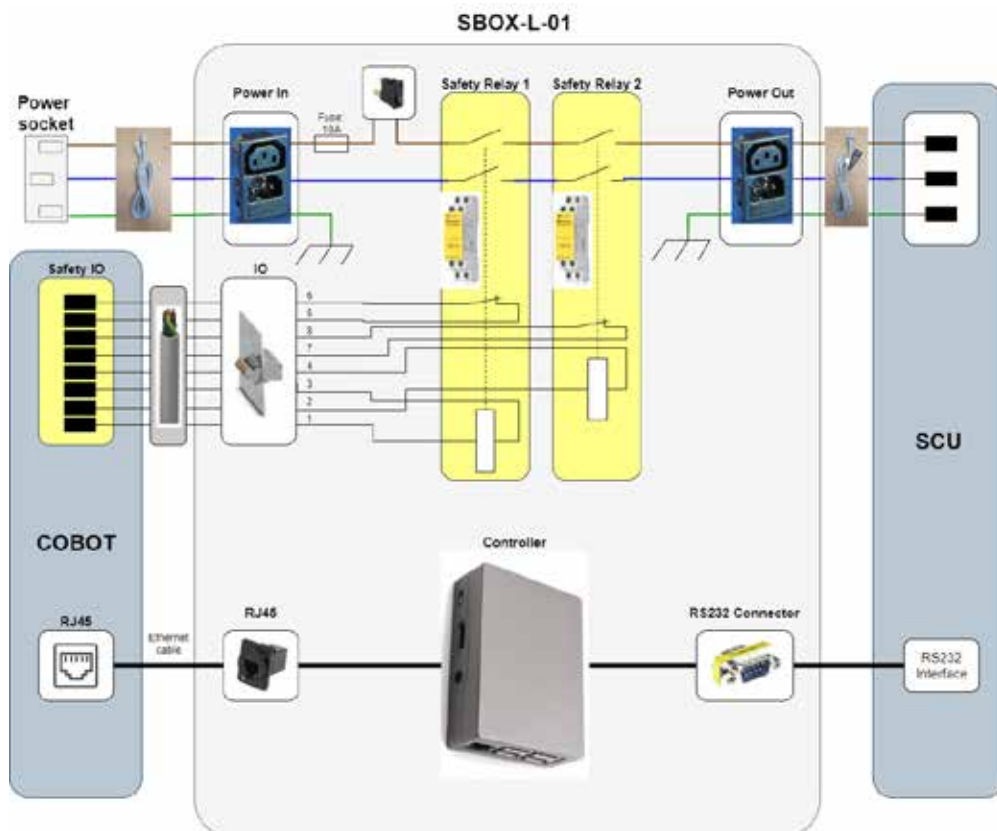 SBOX-L-01
Power
socket
Power In
Fuse
10A
Safety Relay 1
Safety Relay 2
Power Out
Safety IO
IO
6
5
8
7
4
3
2
1
COBOT
SCU
Controller
RJ45
Ethernet
cable
RJ45
RS232 Connector
RS232
Interface